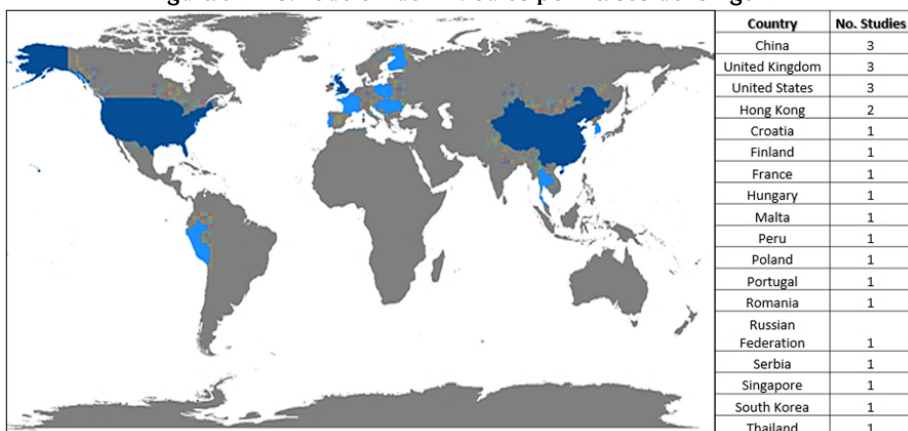 Country No. Studies
China 3
United Kingdom 3
United States 3
Hong Kong 2
Croatia 1
Finland 1
France 1
Hungary 1
Malta 1
Peru 1
Poland 1
Portugal 1
Romania 1
Russian
Federation 1
Serbia 1
Singapore 1
South Korea 1
Thailand 1